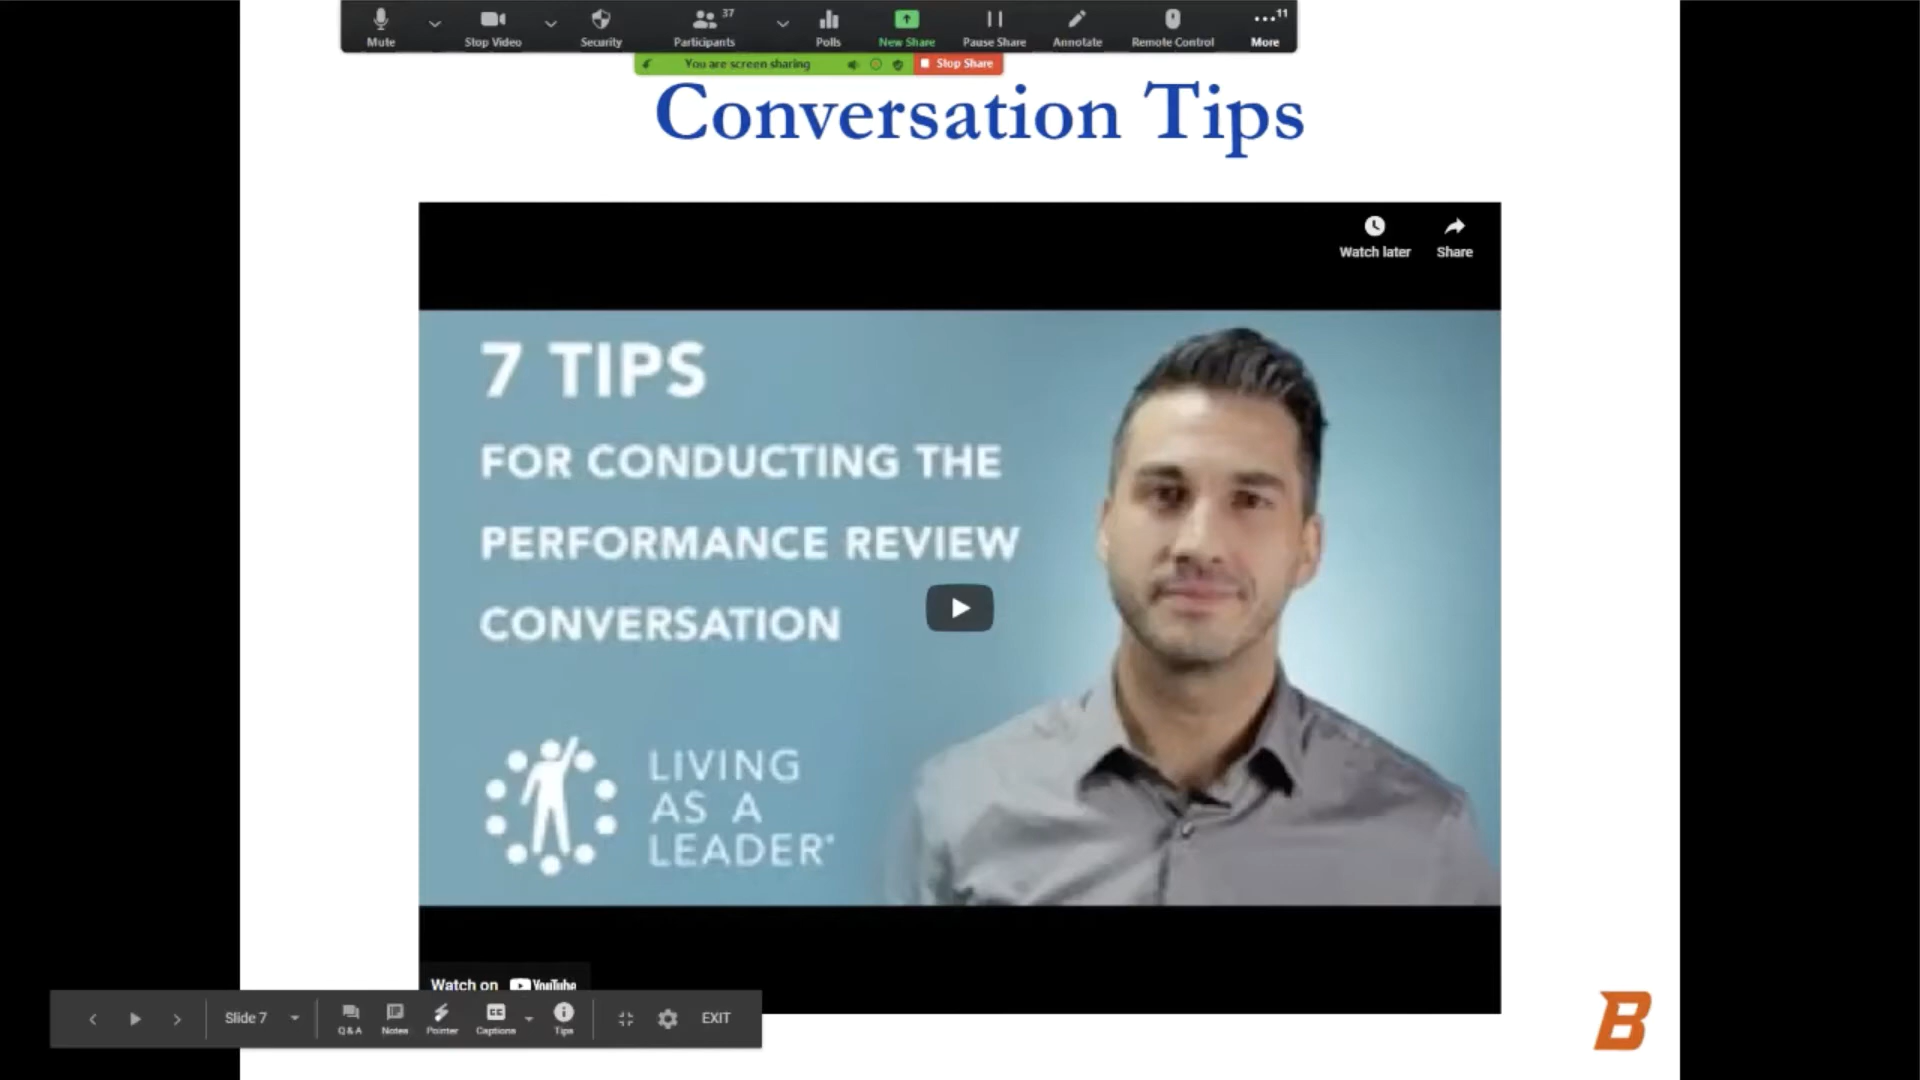 Mute
Stop Video
Security
Participants
37
Polls
New Share
Pause Share
Annotate
Remote Control
More
11
You are screen sharing
Stop Share
Conversation Tips
Watch later
Share
7 TIPS
FOR CONDUCTING THE
PERFORMANCE REVIEW
CONVERSATION
LIVING
AS A
LEADER
Watch on YouTube
Slide 7
Q&A
Notes
Pointer
CC
Captions
Tips
EXIT
B